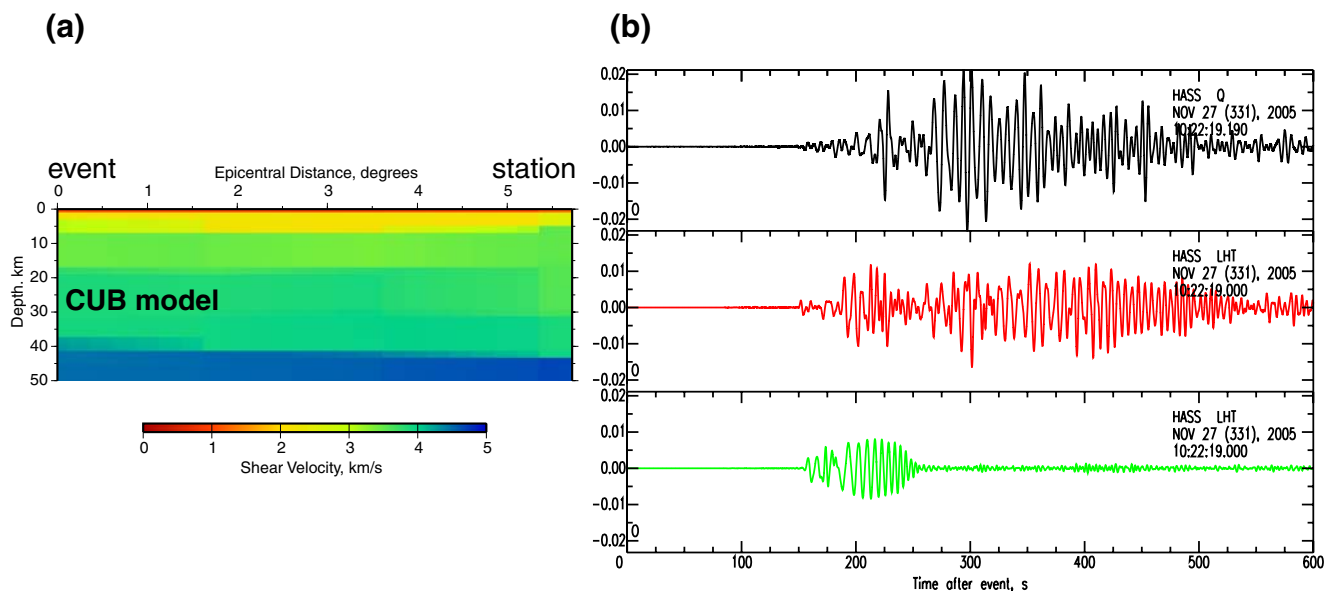 (a)
event
station
Epicentral Distance, degrees
0 1 2 3 4 5
0
10
20
30
40
50
Depth. km
CUB model
0 1 2 3 4 5
Shear Velocity, km/s
(b)
0.02
0.01
0.00
-0.01
-0.02
0
HASS Q
NOV 27 (331), 2005
10:22:19.190
0.02
0.01
0.00
-0.01
-0.02
0
HASS LHT
NOV 27 (331), 2005
10:22:19.000
0.02
0.01
0.00
-0.01
-0.02
0
HASS LHT
NOV 27 (331), 2005
10:22:19.000
0 100 200 300 400 500 600
Time after event, s